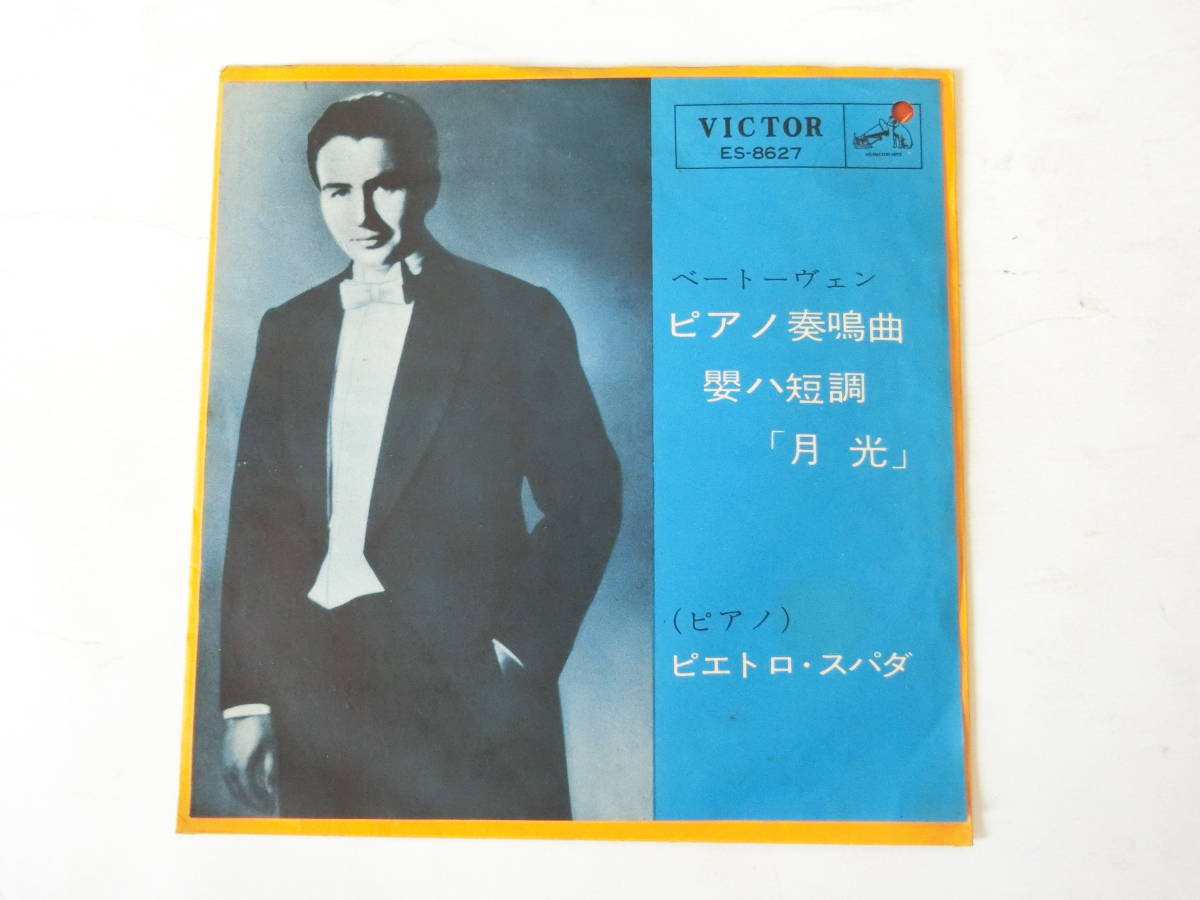 VICTOR
ES-8627
ベートーヴェン
ピアノ奏鳴曲
嬰ハ短調
「月 光」
(ピアノ)
ピエトロ・スパダ